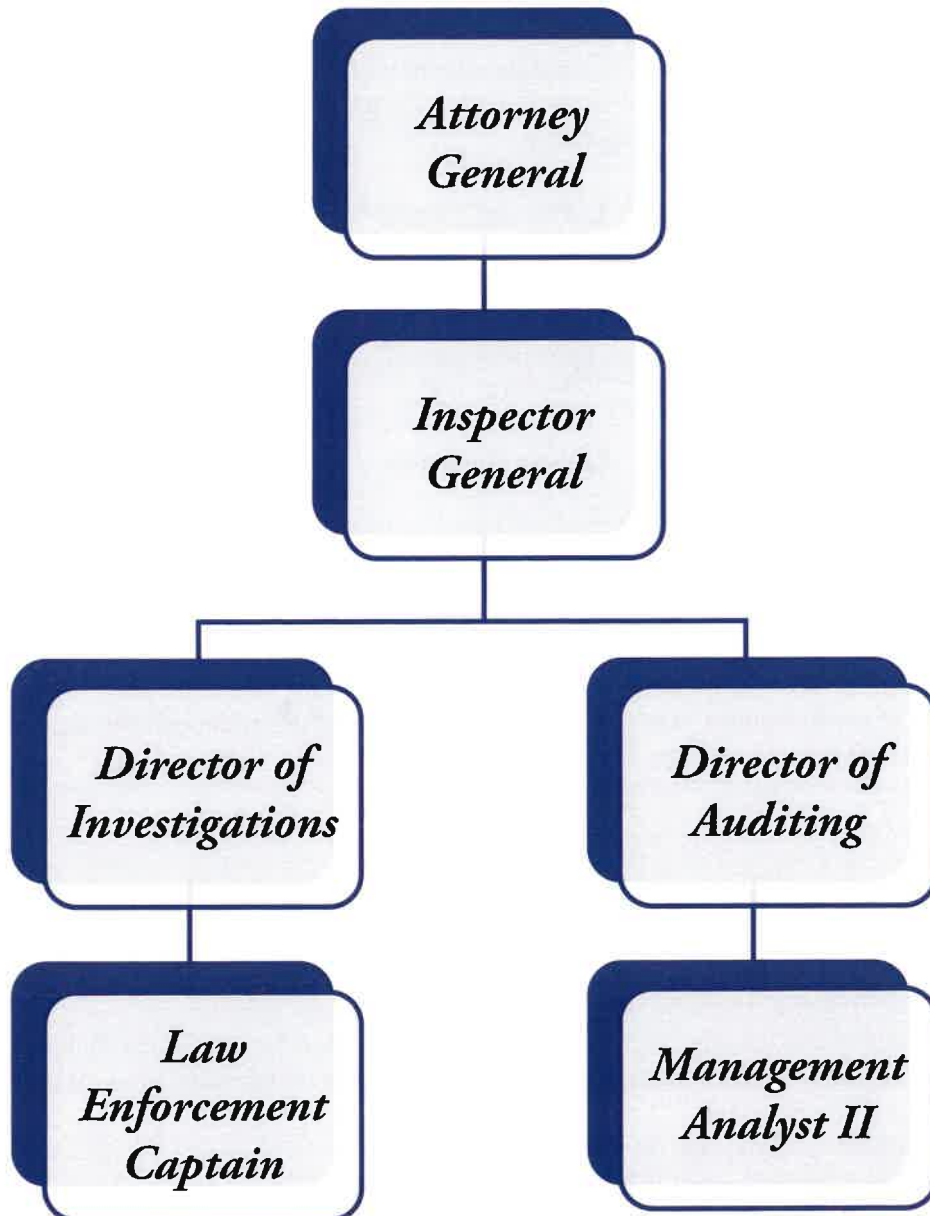 Attorney
General
Inspector
General
Director of
Investigations
Director of
Auditing
Law
Enforcement
Captain
Management
Analyst II